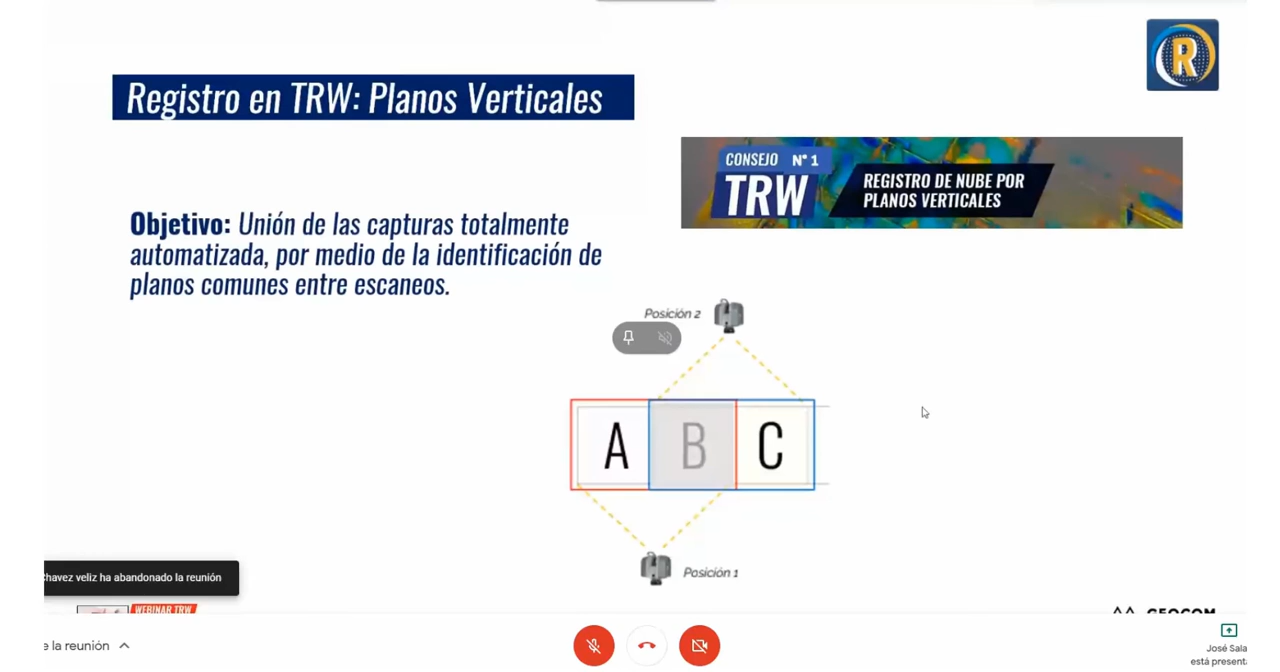 R
Registro en TRW: Planos Verticales
CONSEJO N° 1
TRW
REGISTRO DE NUBE POR
PLANOS VERTICALES
Objetivo: Unión de las capturas totalmente
automatizada, por medio de la identificación de
planos comunes entre escaneos.
Posición 2
A B C
Posición 1
Chavez veliz ha abandonado la reunión
WEBINAR TRW
GEOCOM
e la reunión
José Sala
está present